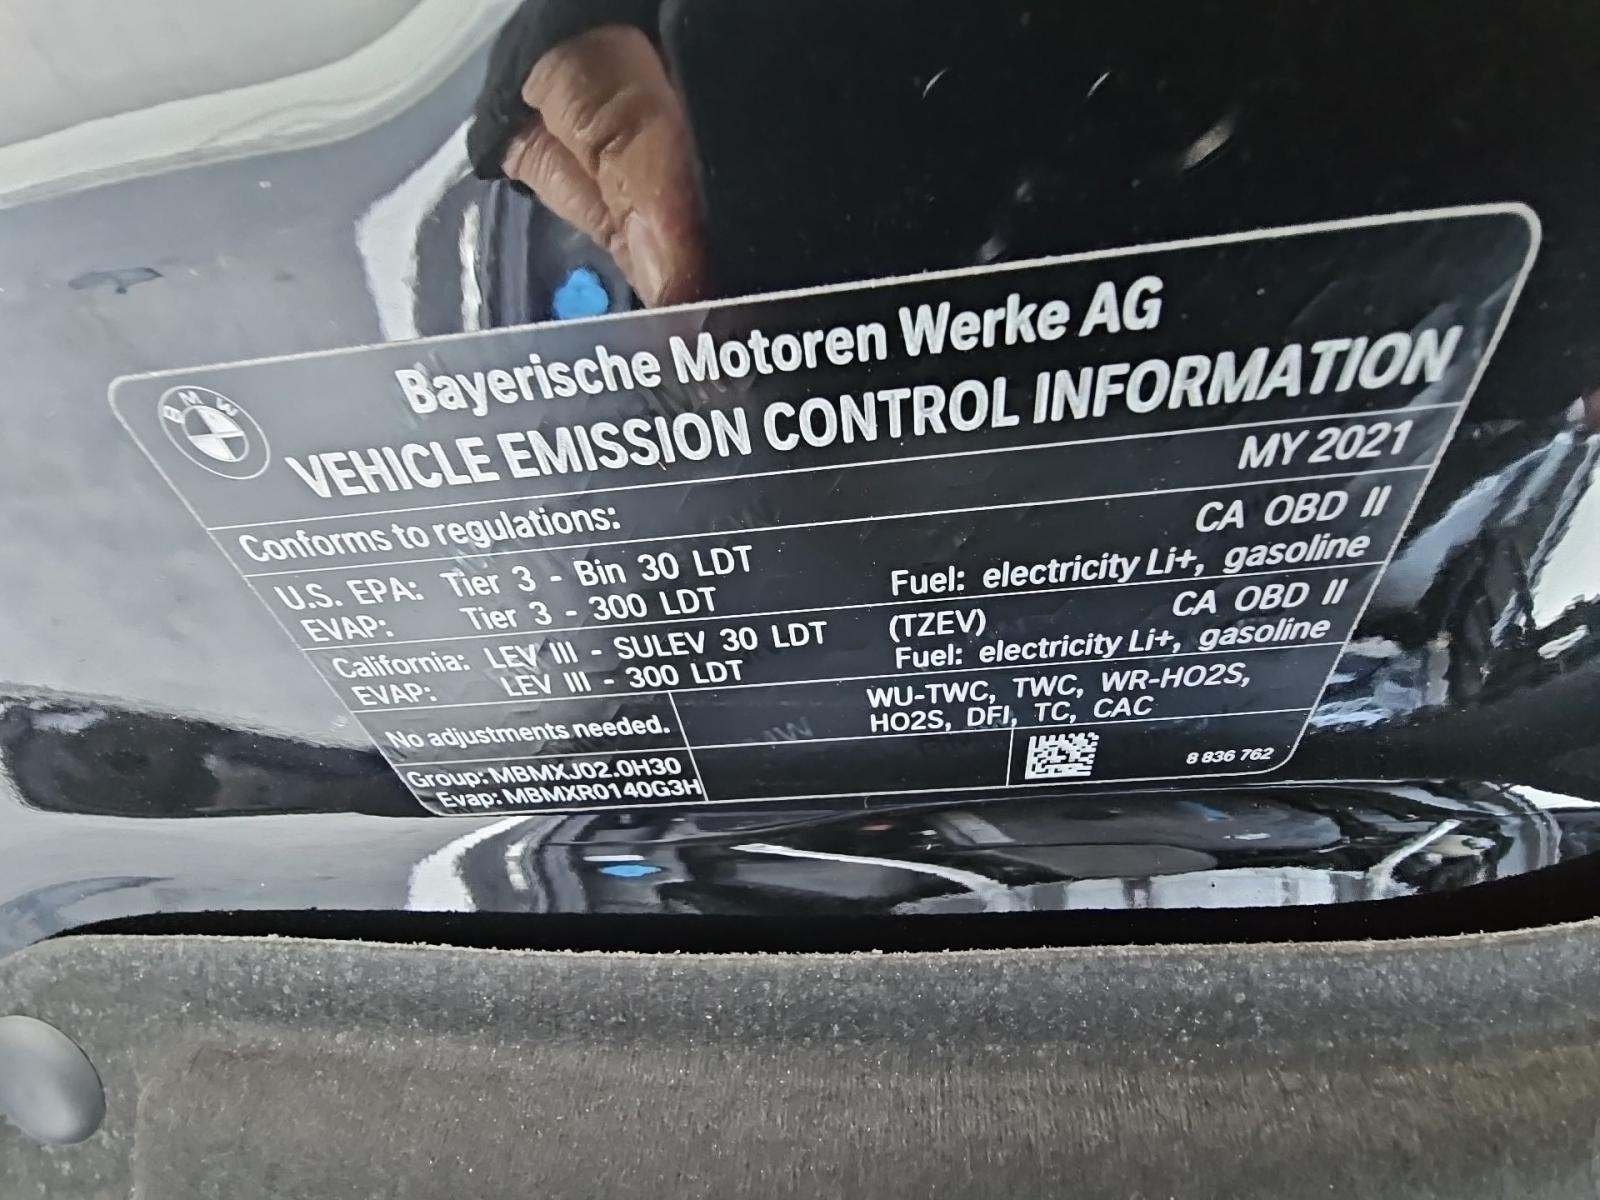 BMW
Bayerische Motoren Werke AG
VEHICLE EMISSION CONTROL INFORMATION
Conforms to regulations: MY 2021
U.S. EPA: Tier 3 - Bin 30 LDT CA OBD II
EVAP: Tier 3 - 300 LDT Fuel: electricity Li+, gasoline
California: LEV III - SULEV 30 LDT (TZEV) CA OBD II
EVAP: LEV III - 300 LDT Fuel: electricity Li+, gasoline
No adjustments needed. WU-TWC, TWC, WR-HO2S,
HO2S, DFI, TC, CAC
Group: MBMXJ02.0H30
Evap: MBMXR0140G3H
8 836 762